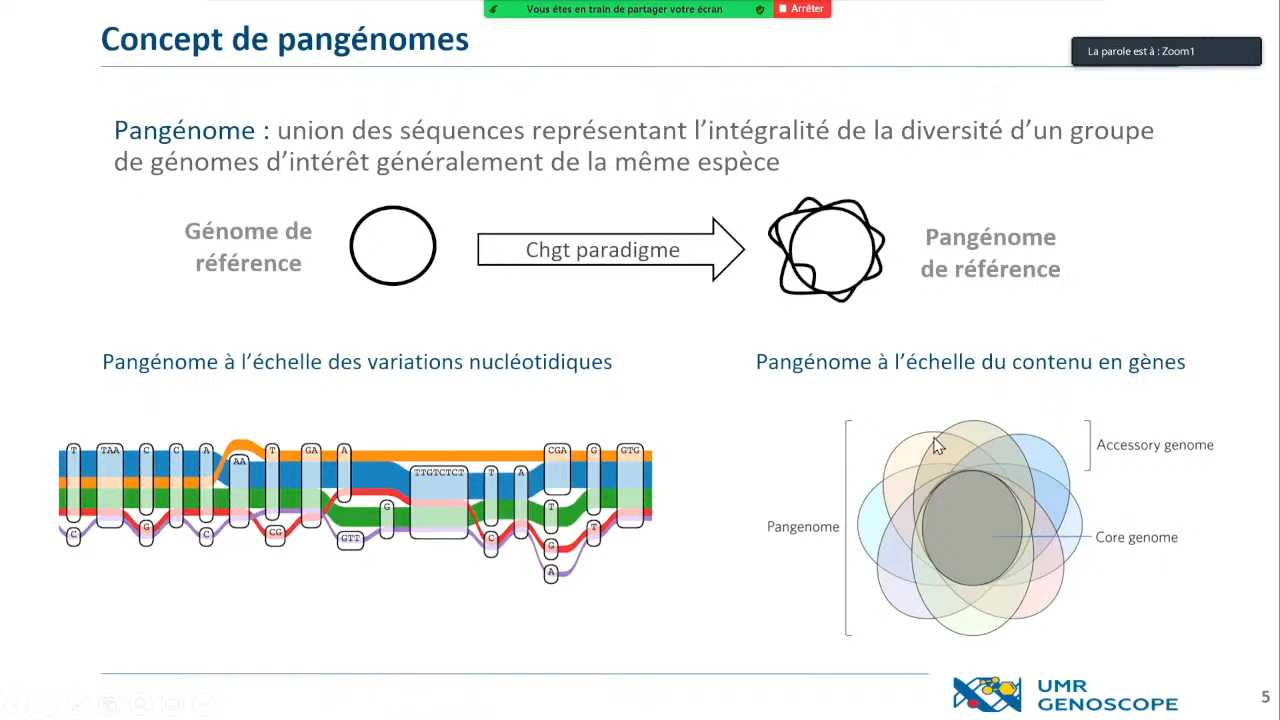 Vous êtes en train de partager votre écran
Arrêter
Concept de pangénomes
La parole est à : Zoom1
Pangénome : union des séquences représentant l'intégralité de la diversité d'un groupe
de génomes d'intérêt généralement de la même espèce
Génome de
référence
Chgt paradigme
Pangénome
de référence
Pangénome à l'échelle des variations nucléotidiques
Pangénome à l'échelle du contenu en gènes
T TAA C C A AA T GA A TTGTCTCT T A CGA G GTG
C G C CG GTT G C T G A T
Accessory genome
Pangenome
Core genome
UMR
GENOSCOPE
5